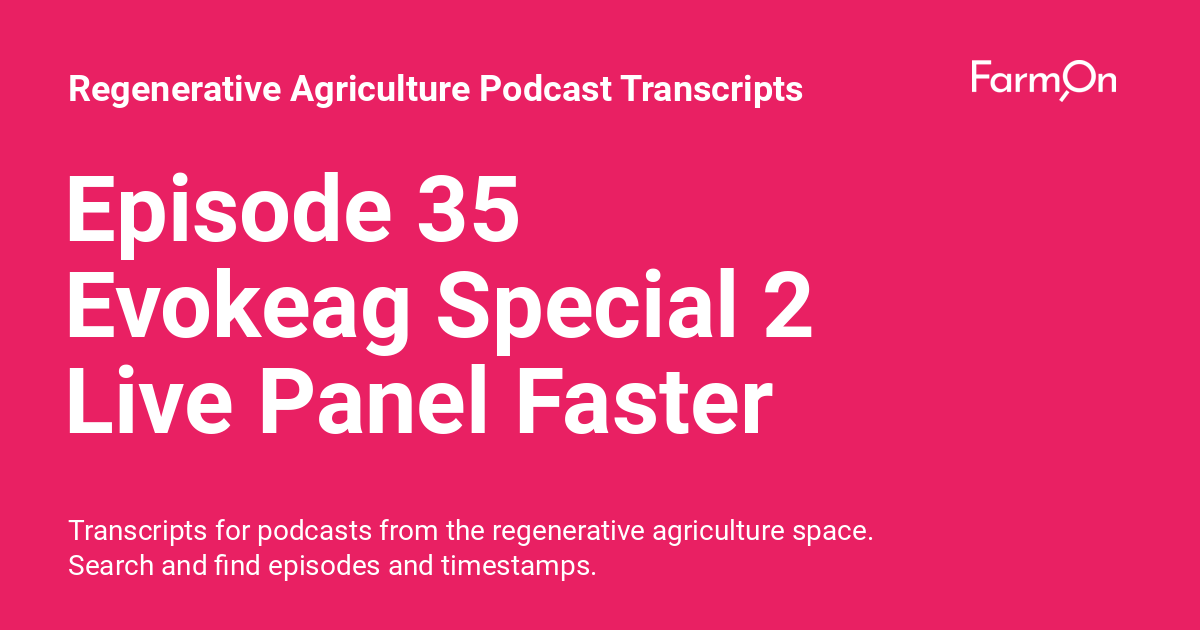 Regenerative Agriculture Podcast Transcripts
FarmOn
Episode 35
Evokeag Special 2
Live Panel Faster
Transcripts for podcasts from the regenerative agriculture space.
Search and find episodes and timestamps.